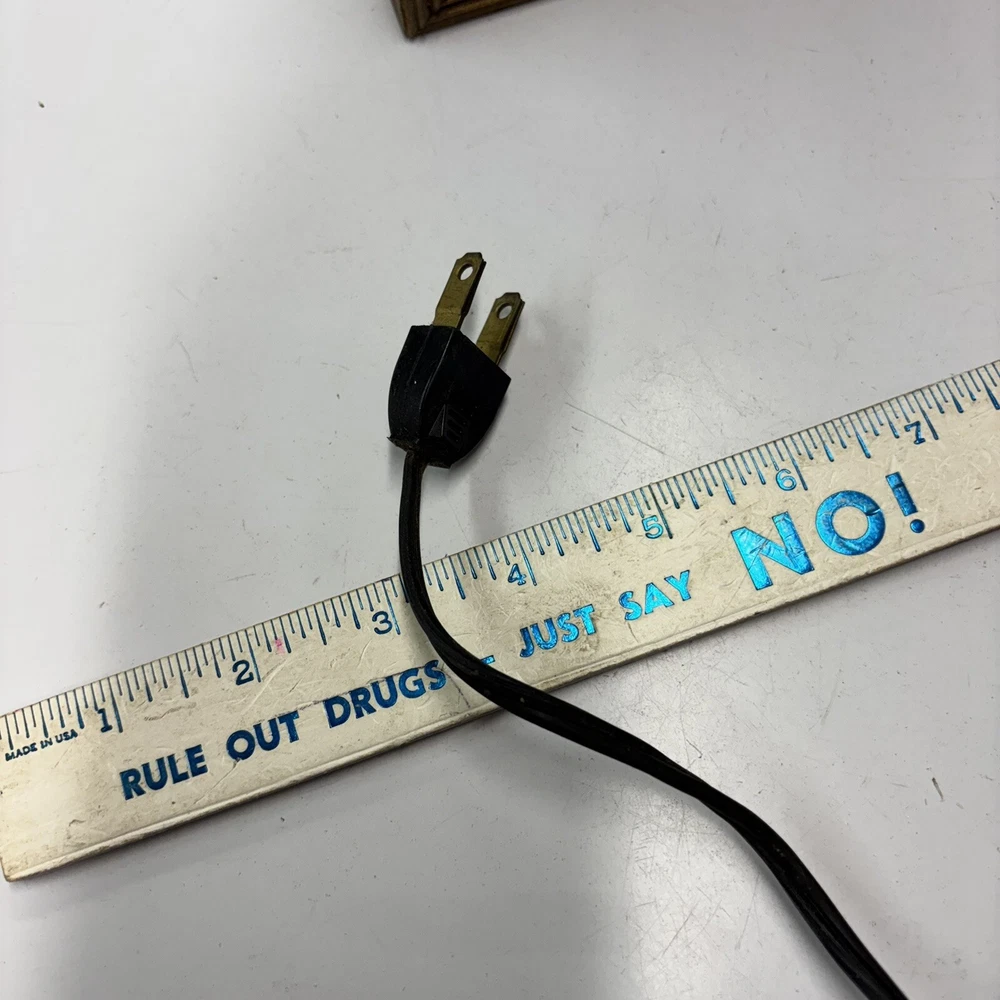 1 2 3 4 5 6 7
MADE IN USA
RULE OUT DRUGS - JUST SAY NO!